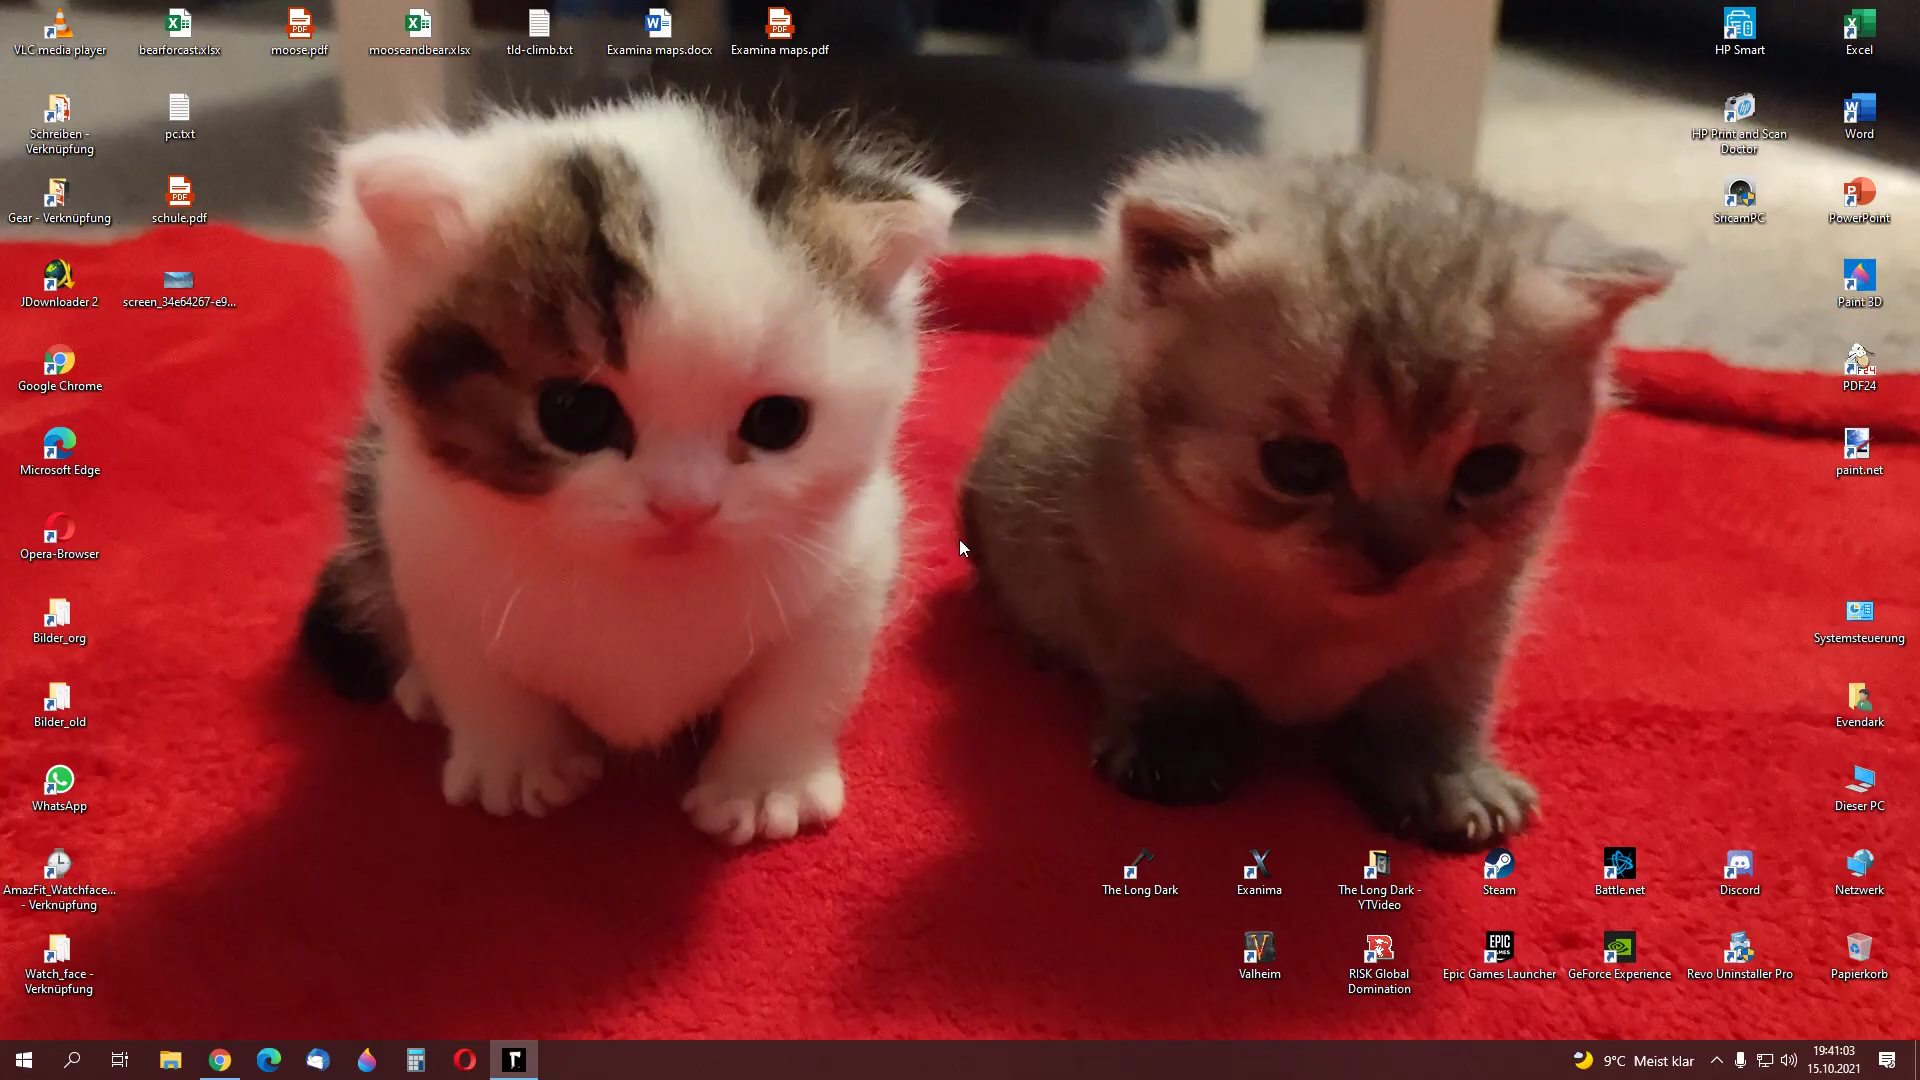 VLC media player
bearforcast.xlsx
moose.pdf
mooseandbear.xlsx
tld-climb.txt
Examina maps.docx
Examina maps.pdf
HP Smart
Excel
Schreiben -
Verknüpfung
pc.txt
HP Print and Scan
Doctor
Word
Gear - Verknüpfung
schule.pdf
SricamPC
PowerPoint
JDownloader 2
screen_34e64267-e9...
Paint 3D
Google Chrome
PDF24
Microsoft Edge
paint.net
Opera-Browser
Bilder_org
Systemsteuerung
Bilder_old
Evendark
WhatsApp
Dieser PC
AmazFit_Watchface...
- Verknüpfung
The Long Dark
Exanima
The Long Dark -
YTVideo
Steam
Battle.net
Discord
Netzwerk
Watch_face -
Verknüpfung
Valheim
RISK Global
Domination
EPIC
GAMES
Epic Games Launcher
GeForce Experience
Revo Uninstaller Pro
Papierkorb
9°C Meist klar
19:41:03
15.10.2021